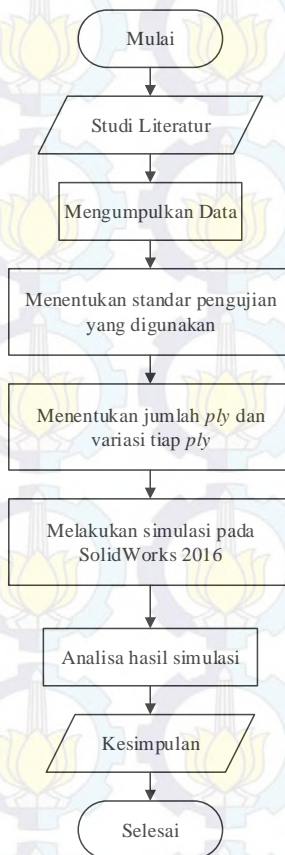 Mulai
Studi Literatur
Mengumpulkan Data
Menentukan standar pengujian
yang digunakan
Menentukan jumlah ply dan
variasi tiap ply
Melakukan simulasi pada
SolidWorks 2016
Analisa hasil simulasi
Kesimpulan
Selesai